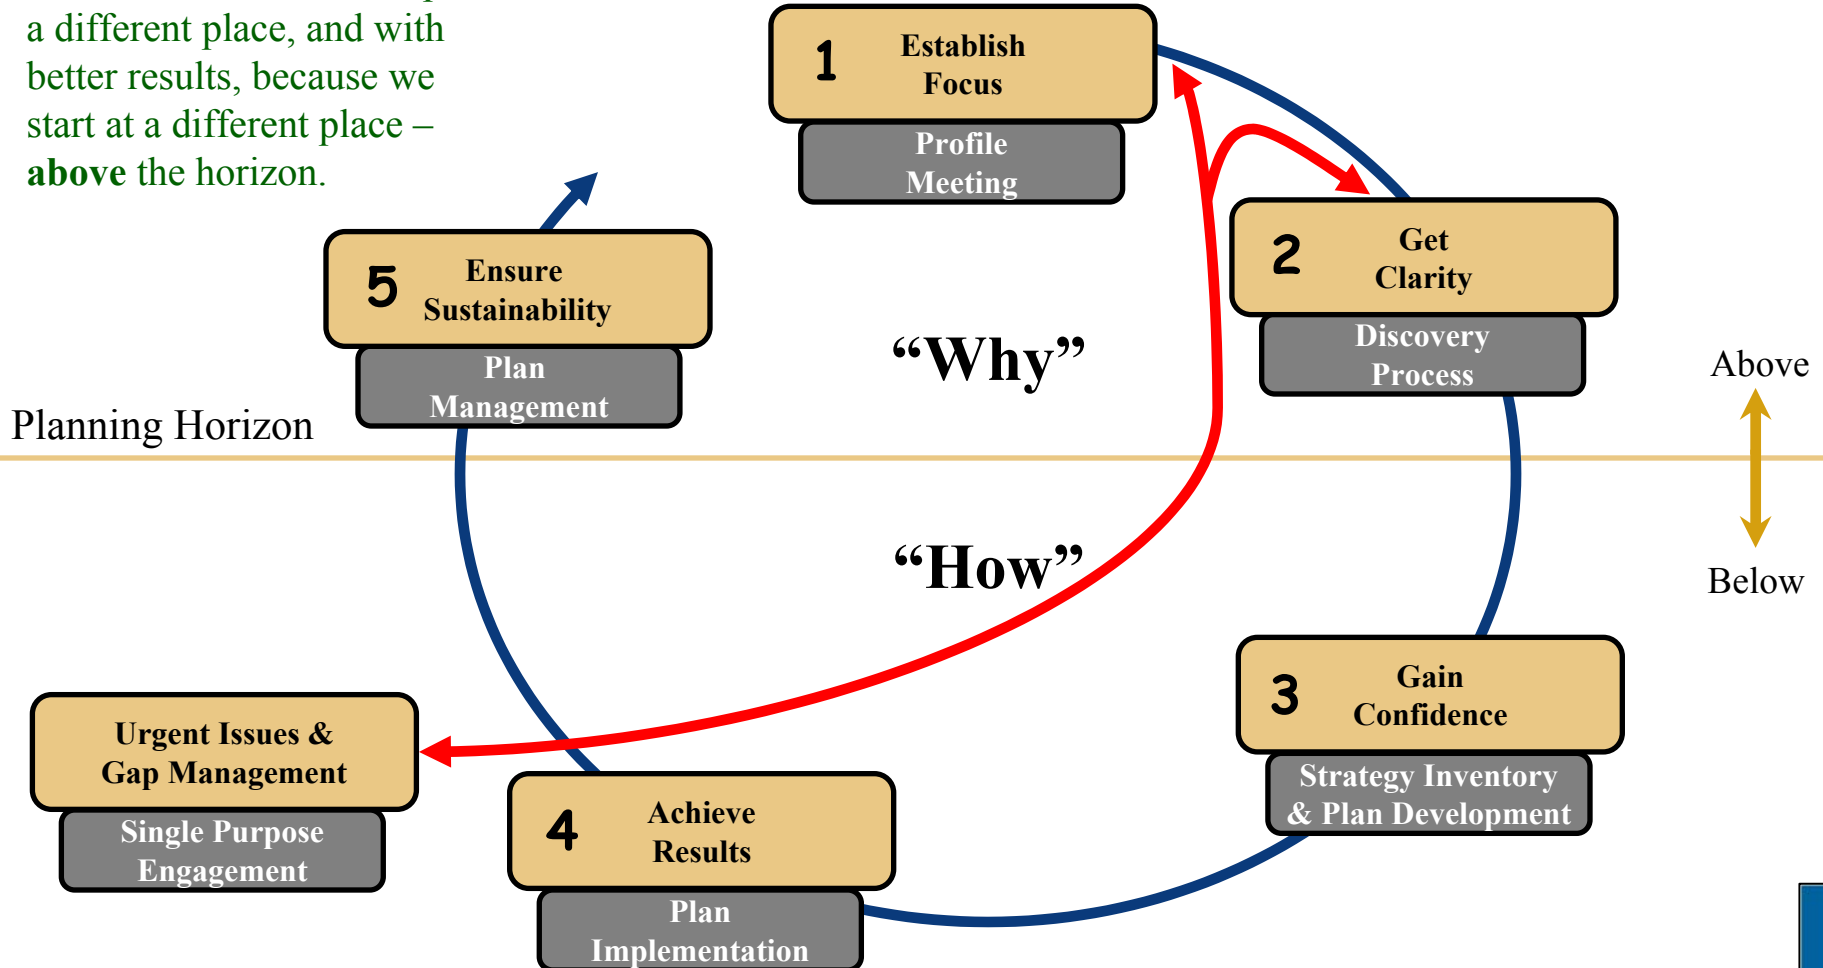 a different place, and with
better results, because we
start at a different place –
above the horizon.
1
Establish
Focus
Profile
Meeting
2
Get
Clarity
Discovery
Process
5
Ensure
Sustainability
Plan
Management
“Why”
Above
Planning Horizon
“How”
Below
3
Gain
Confidence
Strategy Inventory
& Plan Development
Urgent Issues &
Gap Management
Single Purpose
Engagement
4
Achieve
Results
Plan
Implementation